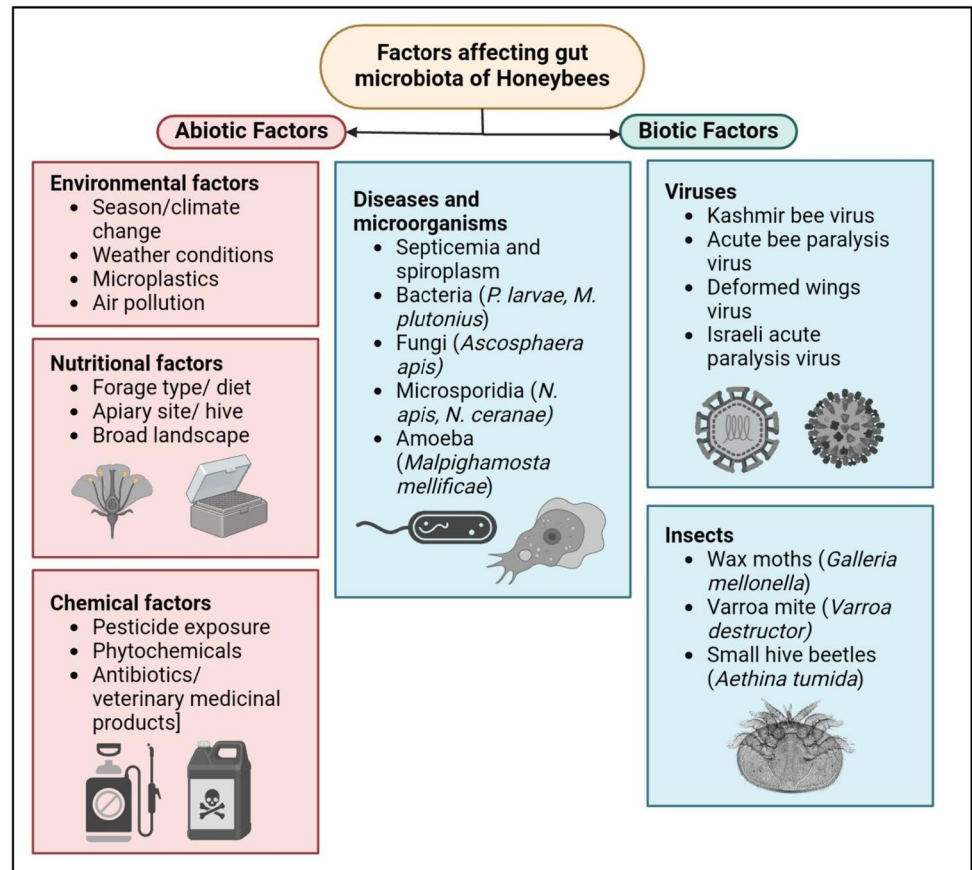 Factors affecting gut
microbiota of Honeybees
Abiotic Factors
Biotic Factors
Environmental factors
• Season/climate
change
• Weather conditions
• Microplastics
• Air pollution
Nutritional factors
• Forage type/ diet
• Apiary site/ hive
• Broad landscape
Chemical factors
• Pesticide exposure
• Phytochemicals
• Antibiotics/
veterinary medicinal
products]
Diseases and
microorganisms
• Septicemia and
spiroplasm
• Bacteria (P. larvae, M.
plutonius)
• Fungi (Ascosphaera
apis)
• Microsporidia (N.
apis, N. ceranae)
• Amoeba
(Malpighamosta
mellificae)
Viruses
• Kashmir bee virus
• Acute bee paralysis
virus
• Deformed wings
virus
• Israeli acute
paralysis virus
Insects
• Wax moths (Galleria
mellonella)
• Varroa mite (Varroa
destructor)
• Small hive beetles
(Aethina tumida)